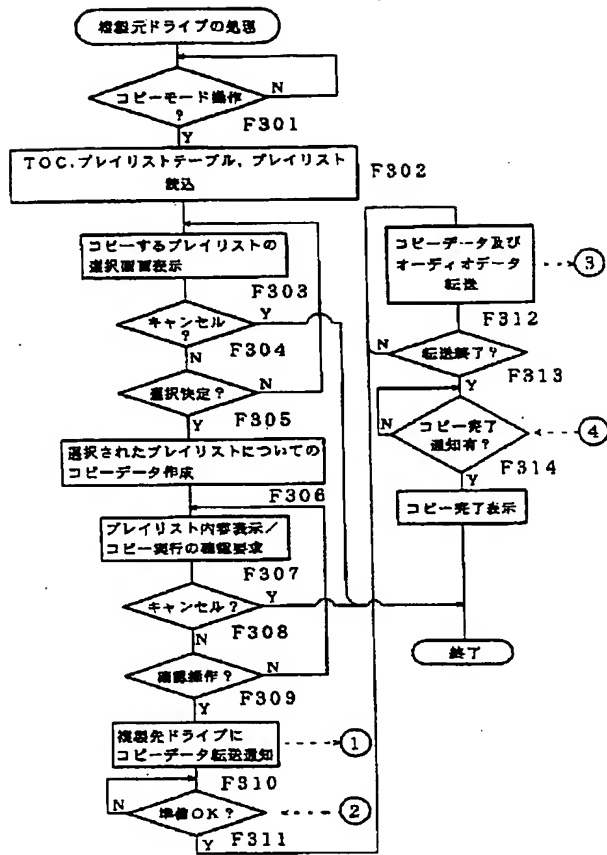 複製元ドライブの処理
N
コピーモード操作
?
F301
Y
TOC.プレイリストテーブル,プレイリスト
読込
F302
コピーするプレイリストの
選択画面表示
F303
キャンセル
?
Y
F304
N
選択決定?
N
F305
Y
選択されたプレイリストについての
コピーデータ作成
F306
プレイリスト内容表示/
コピー実行の確認要求
F307
キャンセル?
Y
F308
N
確認操作?
N
F309
Y
複製先ドライブに
コピーデータ転送通知
1
F310
N
準備OK?
2
F311
Y
コピーデータ及び
オーディオデータ
転送
3
F312
N
転送終了?
F313
Y
コピー完了
通知有?
N
4
F314
Y
コピー完了表示
終了